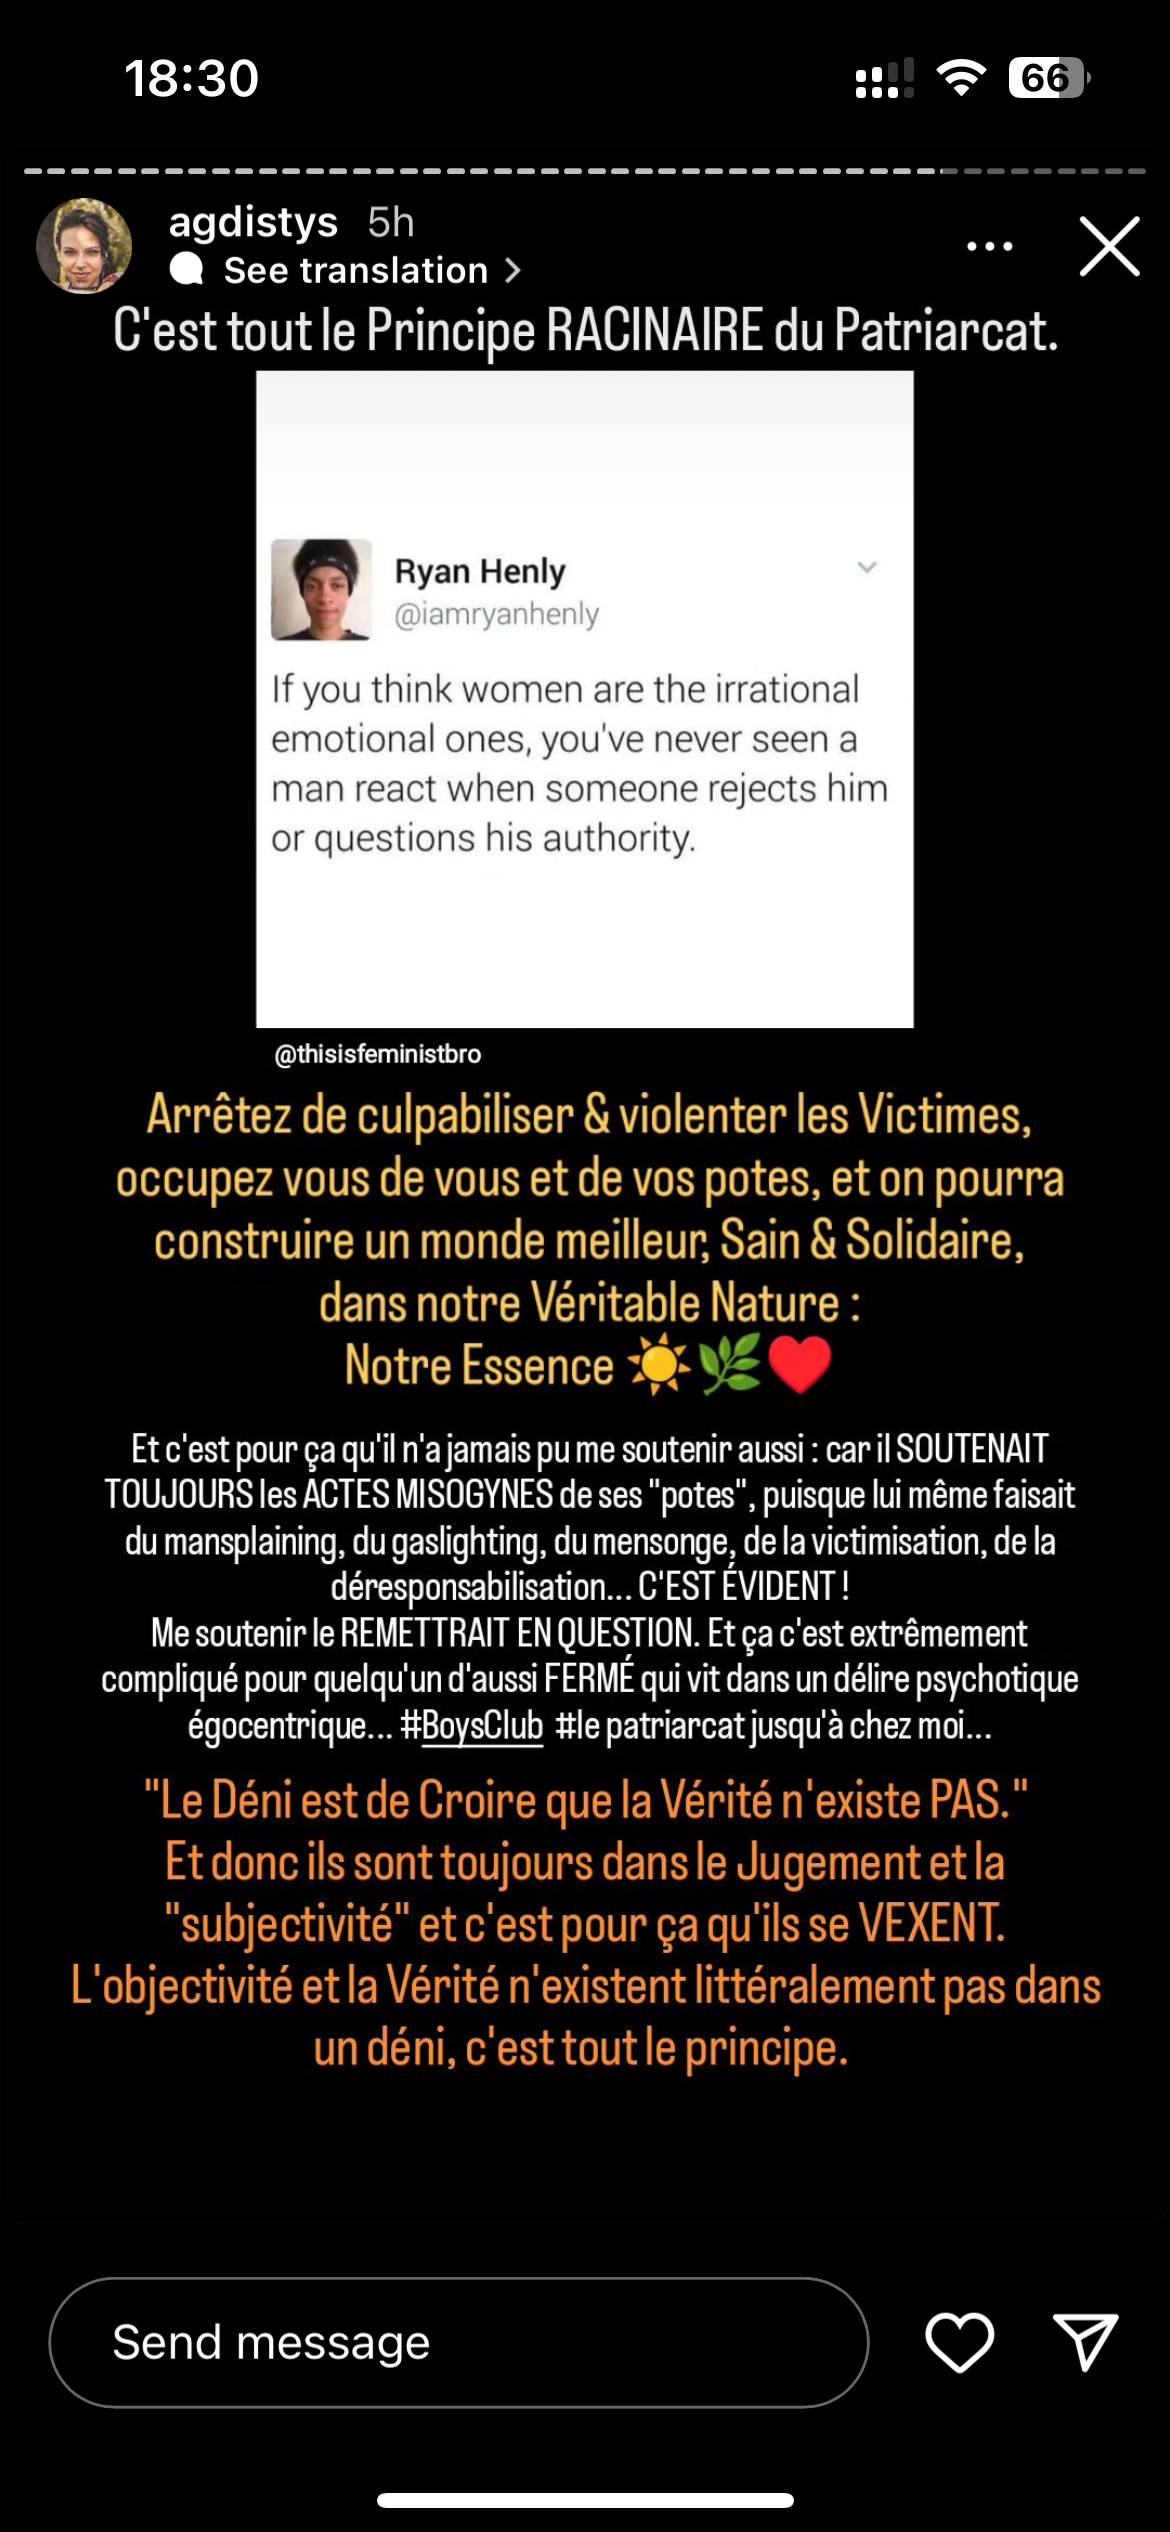 18:30
66
agdistys 5h
See translation >
C'est tout le Principe RACINAIRE du Patriarcat.
Ryan Henly
@iamryanhenly
If you think women are the irrational
emotional ones, you've never seen a
man react when someone rejects him
or questions his authority.
@thisisfeministbro
Arrêtez de culpabiliser & violenter les Victimes,
occupez vous de vous et de vos potes, et on pourra
construire un monde meilleur, Sain & Solidaire,
dans notre Véritable Nature :
Notre Essence ☀️🌿♥️
Et c'est pour ça qu'il n'a jamais pu me soutenir aussi : car il SOUTENAIT
TOUJOURS les ACTES MISOGYNES de ses "potes", puisque lui même faisait
du mansplaining, du gaslighting, du mensonge, de la victimisation, de la
déresponsabilisation... C'EST ÉVIDENT !
Me soutenir le REMETTRAIT EN QUESTION. Et ça c'est extrêmement
compliqué pour quelqu'un d'aussi FERMÉ qui vit dans un délire psychotique
égocentrique... #BoysClub #le patriarcat jusqu'à chez moi...
"Le Déni est de Croire que la Vérité n'existe PAS."
Et donc ils sont toujours dans le Jugement et la
"subjectivité" et c'est pour ça qu'ils se VEXENT.
L'objectivité et la Vérité n'existent littéralement pas dans
un déni, c'est tout le principe.
Send message